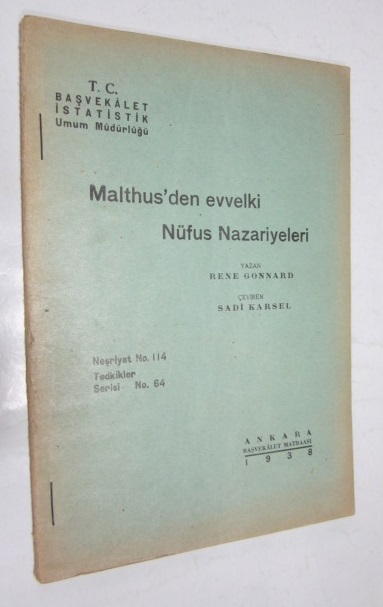 T. C.
BAŞVEKÂLET
İSTATİSTİK
Umum Müdürlüğü
Malthus'den evvelki
Nüfus Nazariyeleri
YAZAN
RENE GONNARD
ÇEVİREN
SADİ KARSEL
Neşriyat No. 114
Tedkikler
Serisi No. 64
ANKARA
BAŞVEKÂLET MATBAASI
1938